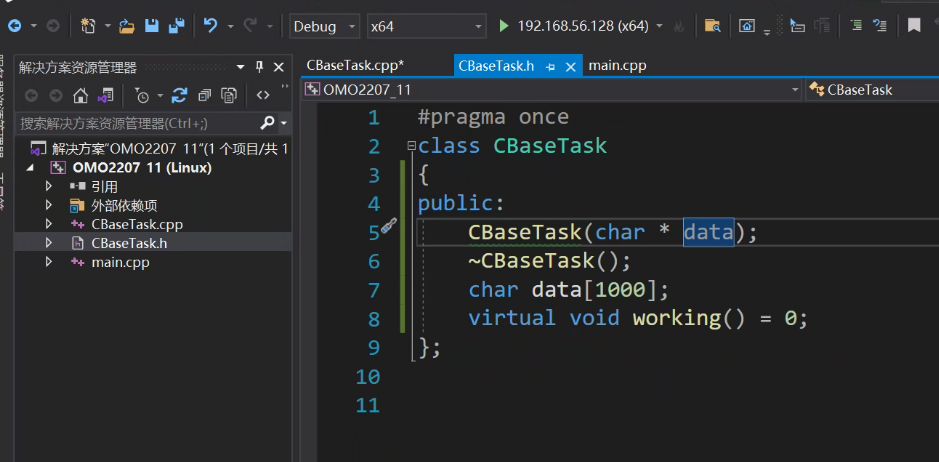 Debug
x64
192.168.56.128 (x64)
解决方案资源管理器
搜索解决方案资源管理器(Ctrl+;)
解决方案"OMO2207_11"(1 个项目/共 1
OMO2207_11 (Linux)
引用
外部依赖项
CBaseTask.cpp
CBaseTask.h
main.cpp
CBaseTask.cpp*
CBaseTask.h
main.cpp
OMO2207_11
CBaseTask
1 #pragma once
2 class CBaseTask
3 {
4 public:
5 CBaseTask(char * data);
6 ~CBaseTask();
7 char data[1000];
8 virtual void working() = 0;
9 };
10
11